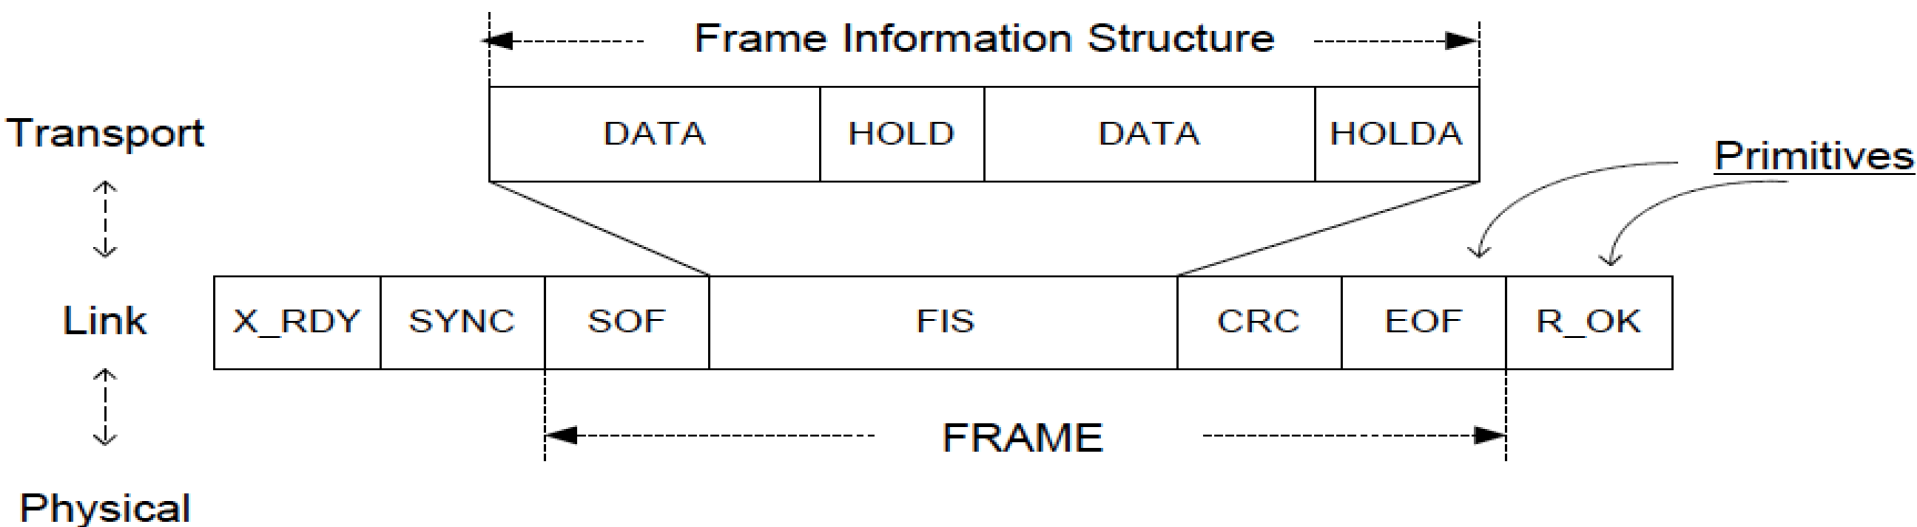 Frame Information Structure
Transport
DATA
HOLD
DATA
HOLDA
Primitives
Link
X_RDY
SYNC
SOF
FIS
CRC
EOF
R_OK
FRAME
Physical